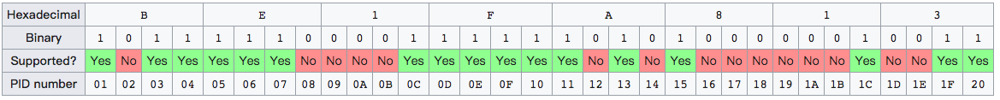 Hexadecimal B E 1 F A 8 1 3
Binary 1 0 1 1 1 1 1 0 0 0 0 1 1 1 1 1 1 0 1 0 1 0 0 0 0 0 0 1 0 0 1 1
Supported? Yes No Yes Yes Yes Yes Yes No No No No Yes Yes Yes Yes Yes Yes No Yes No Yes No No No No No No Yes No No Yes Yes
PID number 01 02 03 04 05 06 07 08 09 0A 0B 0C 0D 0E 0F 10 11 12 13 14 15 16 17 18 19 1A 1B 1C 1D 1E 1F 20